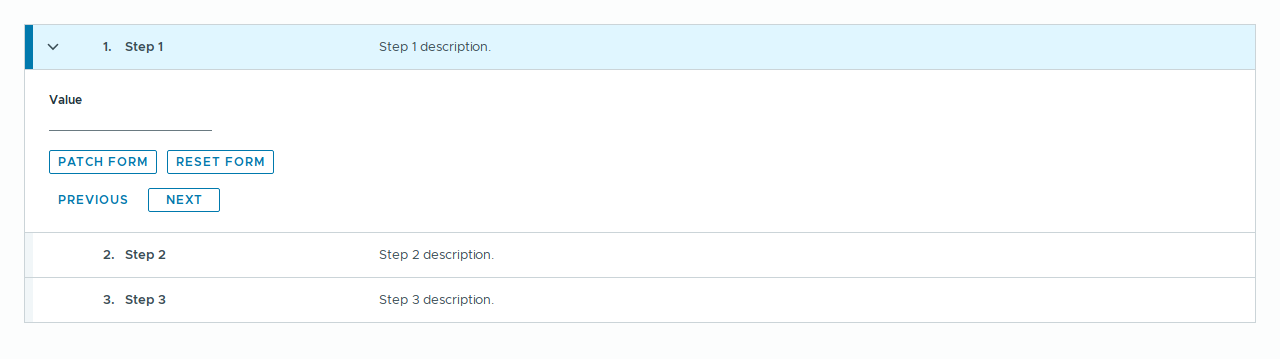 1. Step 1 Step 1 description.
Value
PATCH FORM RESET FORM
PREVIOUS NEXT
2. Step 2 Step 2 description.
3. Step 3 Step 3 description.